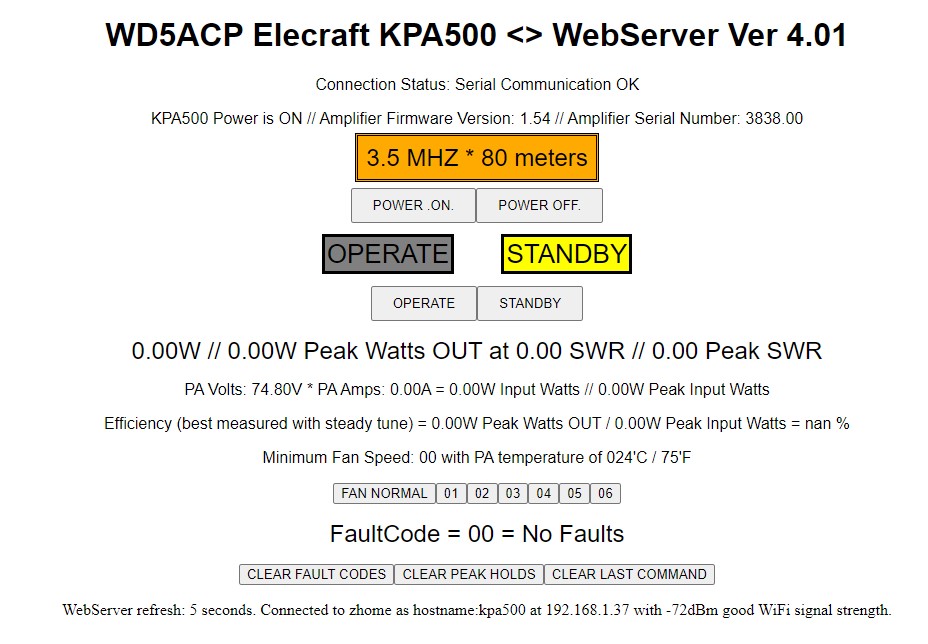 WD5ACP Elecraft KPA500 <> WebServer Ver 4.01
Connection Status: Serial Communication OK
KPA500 Power is ON // Amplifier Firmware Version: 1.54 // Amplifier Serial Number: 3838.00
3.5 MHZ * 80 meters
POWER .ON. POWER OFF.
OPERATE STANDBY
OPERATE STANDBY
0.00W // 0.00W Peak Watts OUT at 0.00 SWR // 0.00 Peak SWR
PA Volts: 74.80V * PA Amps: 0.00A = 0.00W Input Watts // 0.00W Peak Input Watts
Efficiency (best measured with steady tune) = 0.00W Peak Watts OUT / 0.00W Peak Input Watts = nan %
Minimum Fan Speed: 00 with PA temperature of 024'C / 75'F
FAN NORMAL 01 02 03 04 05 06
FaultCode = 00 = No Faults
CLEAR FAULT CODES CLEAR PEAK HOLDS CLEAR LAST COMMAND
WebServer refresh: 5 seconds. Connected to zhome as hostname:kpa500 at 192.168.1.37 with -72dBm good WiFi signal strength.